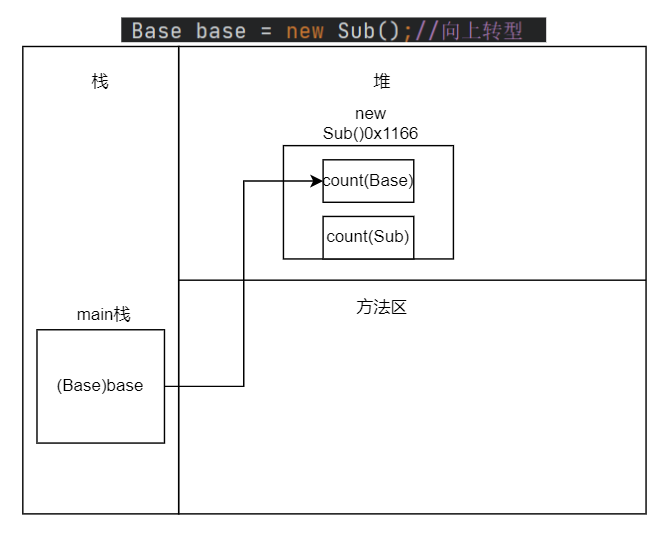 Base base = new Sub();//向上转型
栈
堆
new
Sub()0x1166
count(Base)
count(Sub)
方法区
main栈
(Base)base